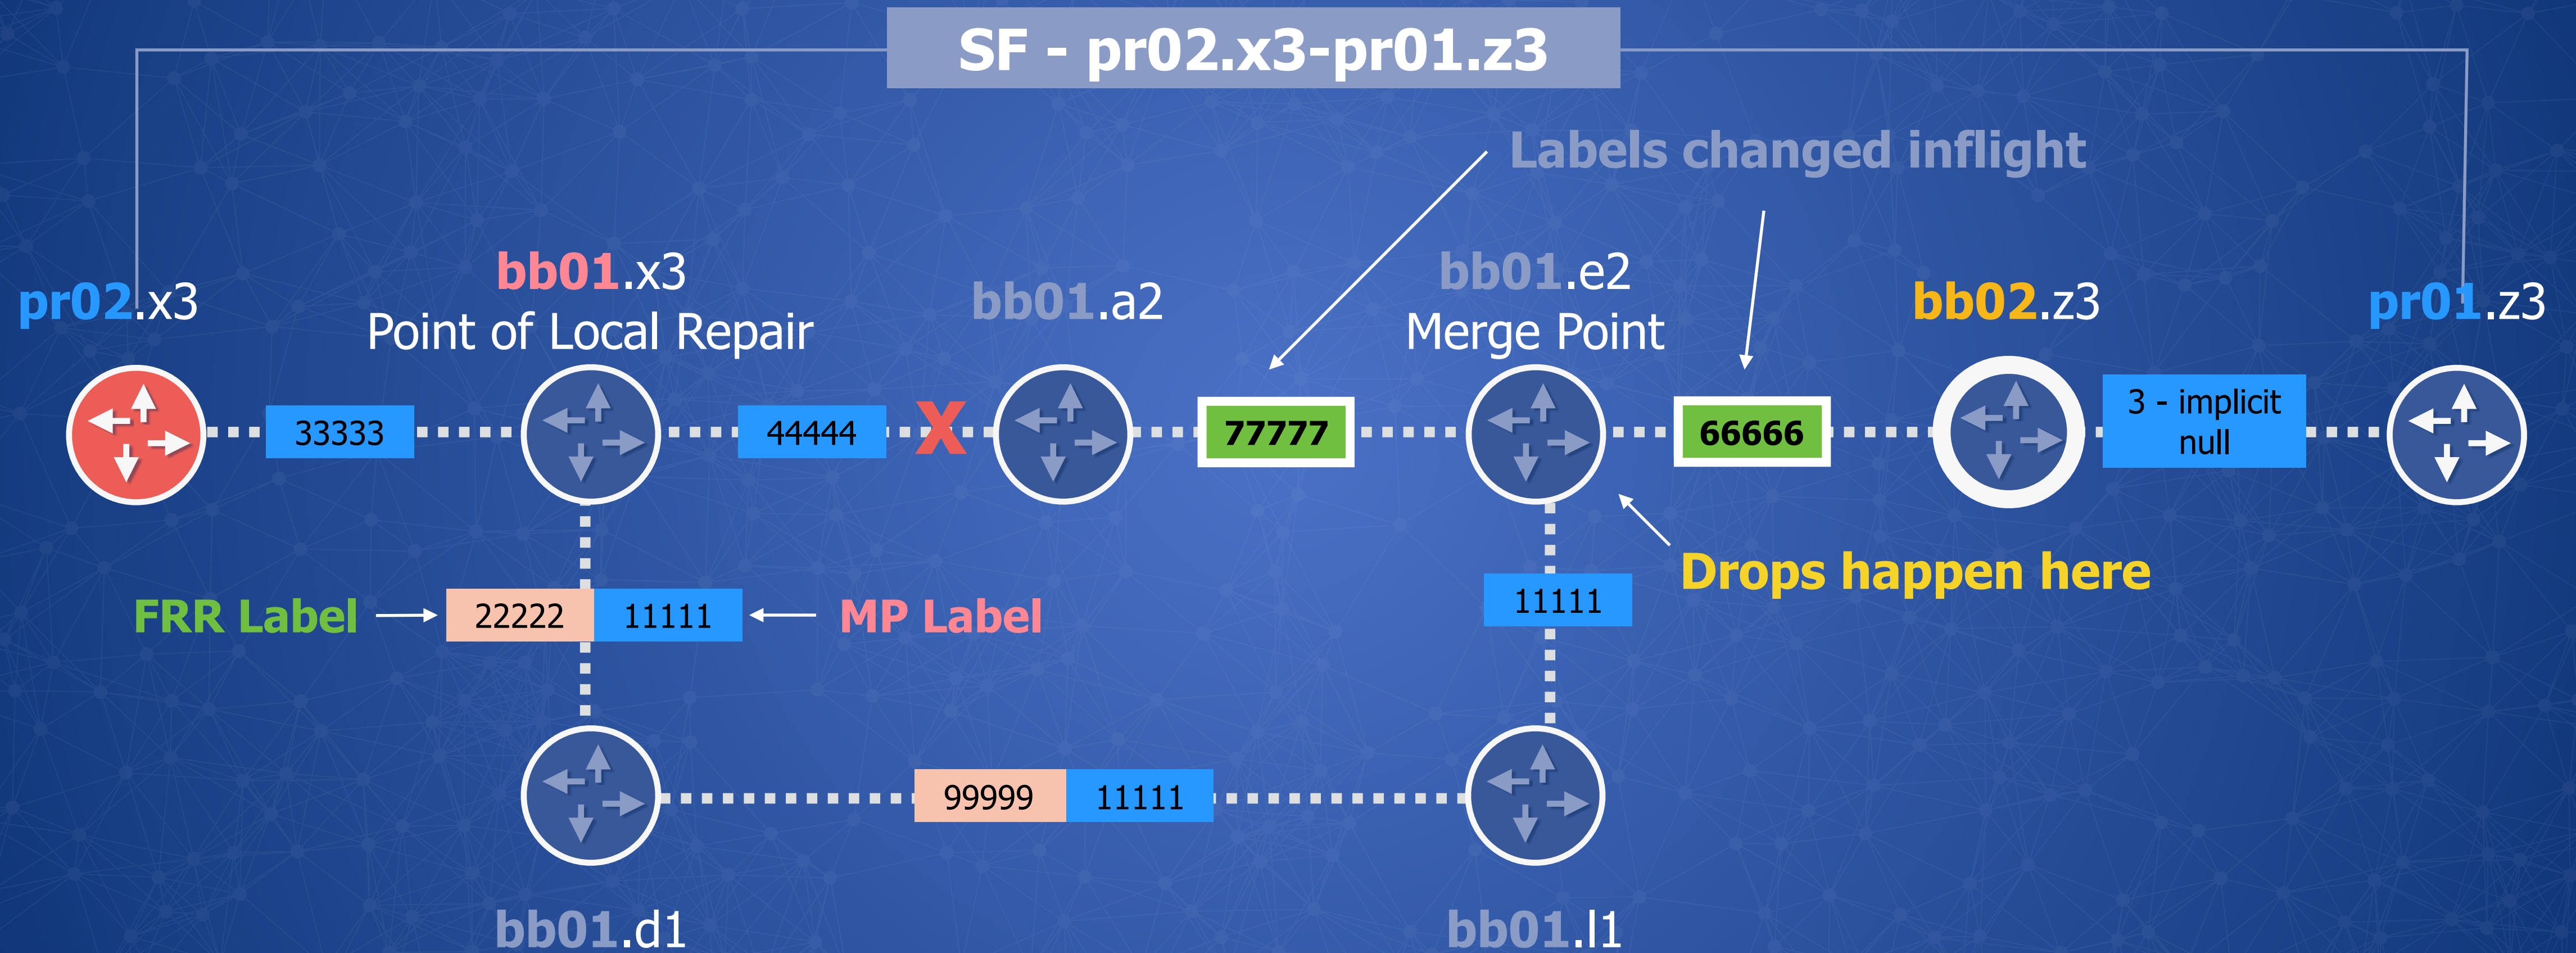 SF - pr02.x3-pr01.z3
Labels changed inflight
pr02.x3
bb01.x3
Point of Local Repair
bb01.a2
bb01.e2
Merge Point
bb02.z3
pr01.z3
33333
44444
X
77777
66666
3 - implicit
null
Drops happen here
FRR Label
22222
11111
MP Label
11111
99999
11111
bb01.d1
bb01.l1